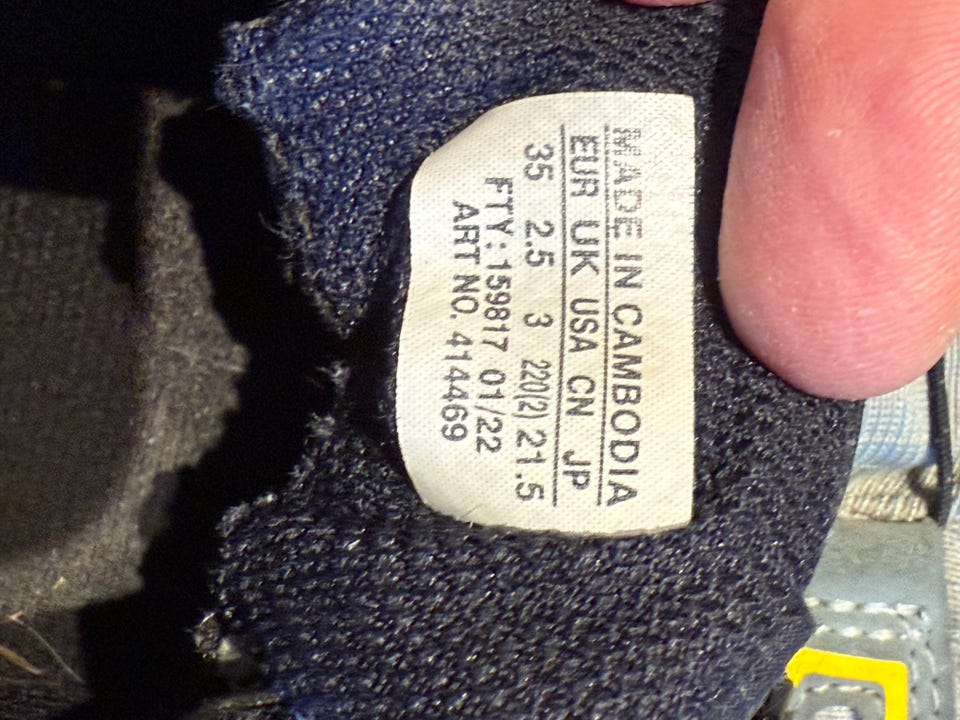 MADE IN CAMBODIA
EUR UK USA CN JP
35 2.5 3 220(2) 21.5
FTY: 159817 01/22
ART NO. 414469